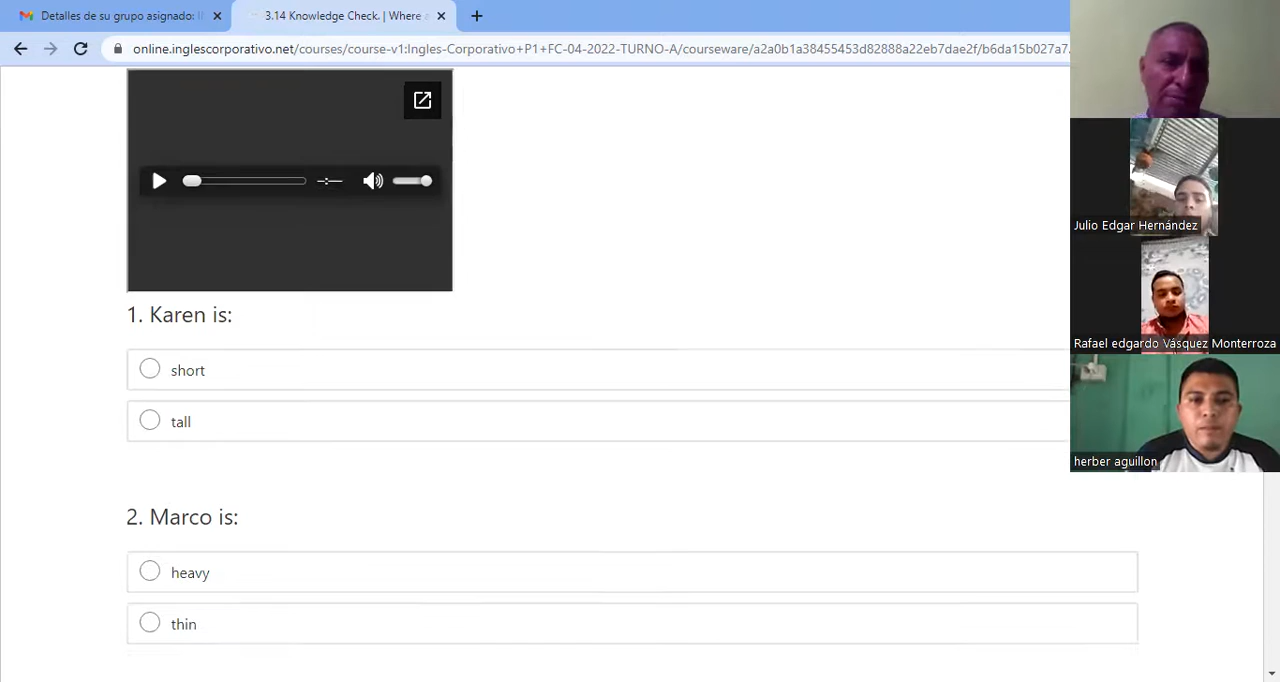 Detalles de su grupo asignado: I
3.14 Knowledge Check. | Where a
online.inglescorporativo.net/courses/course-v1:Ingles-Corporativo+P1+FC-04-2022-TURNO-A/courseware/a2a0b1a38455453d82888a22eb7dae2f/b6da15b027a7
1. Karen is:
short
tall
2. Marco is:
heavy
thin
Julio Edgar Hernández
Rafael edgardo Vásquez Monterroza
herber aguillon